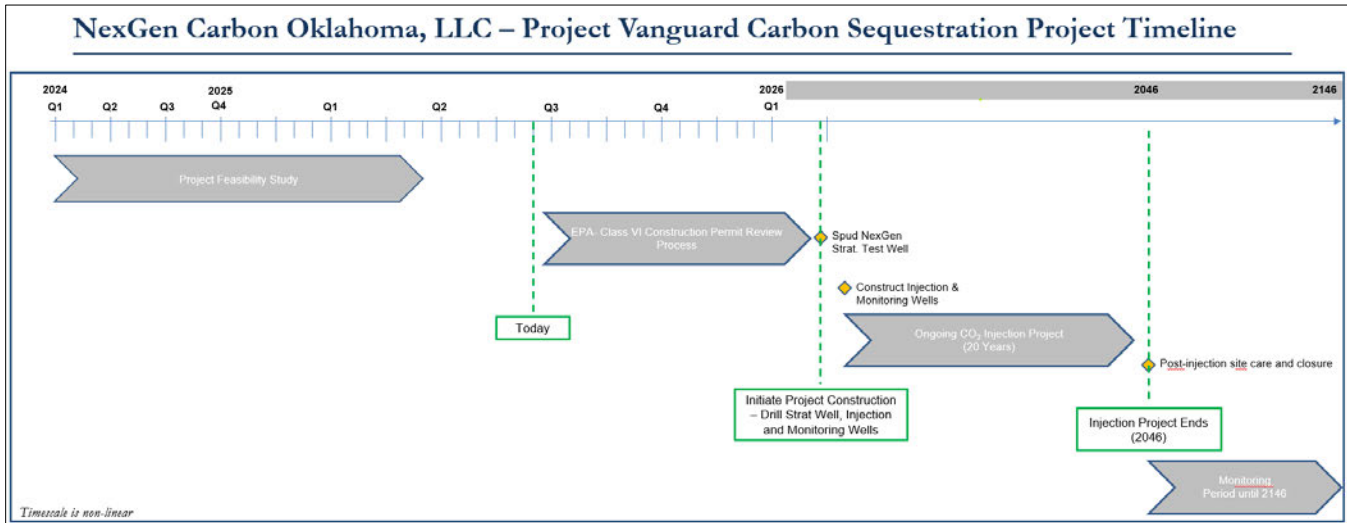 NexGen Carbon Oklahoma, LLC – Project Vanguard Carbon Sequestration Project Timeline
2024 2025 2026 2046 2146
Q1 Q2 Q3 Q4 Q1 Q2 Q3 Q4 Q1
Project Feasibility Study
EPA- Class VI Construction Permit Review
Process
Spud NexGen
Strat. Test Well
Construct Injection &
Monitoring Wells
Today
Ongoing CO₂ Injection Project
(20 Years)
Post-injection site care and closure
Initiate Project Construction
– Drill Strat Well, Injection
and Monitoring Wells
Injection Project Ends
(2046)
Monitoring
Period until 2146
Timescale is non-linear